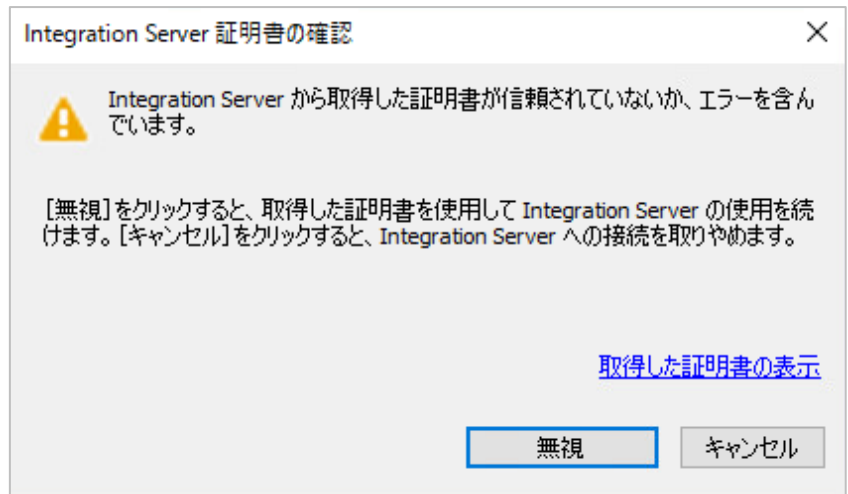 Integration Server 証明書の確認
Integration Server から取得した証明書が信頼されていないか、エラーを含ん
でいます。
[無視]をクリックすると、取得した証明書を使用して Integration Server の使用を続
けます。[キャンセル]をクリックすると、Integration Server への接続を取りやめます。
取得した証明書の表示
無視 キャンセル